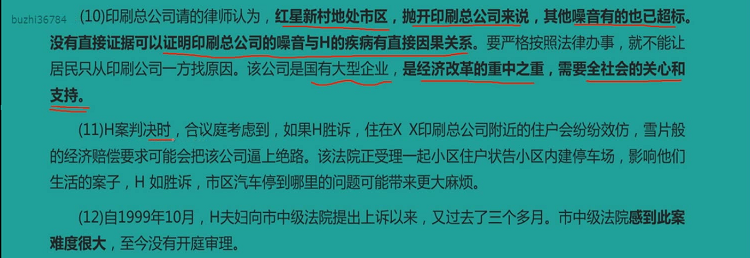 buzhi36784
(10)印刷总公司请的律师认为，红星新村地处市区，抛开印刷总公司来说，其他噪音有的也已超标。
没有直接证据可以证明印刷总公司的噪音与H的疾病有直接因果关系。要严格按照法律办事，就不能让
居民只从印刷公司一方找原因。该公司是国有大型企业，是经济改革的重中之重，需要全社会的关心和
支持。
(11)H案判决时，合议庭考虑到，如果H胜诉，住在X X印刷总公司附近的住户会纷纷效仿，雪片般
的经济赔偿要求可能会把该公司逼上绝路。该法院正受理一起小区住户状告小区内建停车场，影响他们
生活的案子，H 如胜诉，市区汽车停到哪里的问题可能带来更大麻烦。
(12)自1999年10月，H夫妇向市中级法院提出上诉以来，又过去了三个多月。市中级法院感到此案
难度很大，至今没有开庭审理。